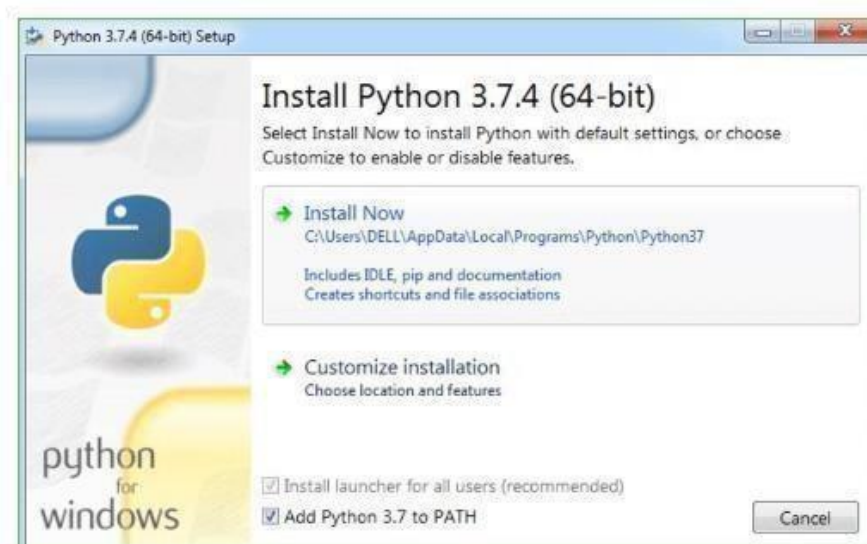 Python 3.7.4 (64-bit) Setup
Install Python 3.7.4 (64-bit)
Select Install Now to install Python with default settings, or choose
Customize to enable or disable features.
Install Now
C:\Users\DELL\AppData\Local\Programs\Python\Python37
Includes IDLE, pip and documentation
Creates shortcuts and file associations
Customize installation
Choose location and features
python
for
windows
Install launcher for all users (recommended)
Add Python 3.7 to PATH
Cancel